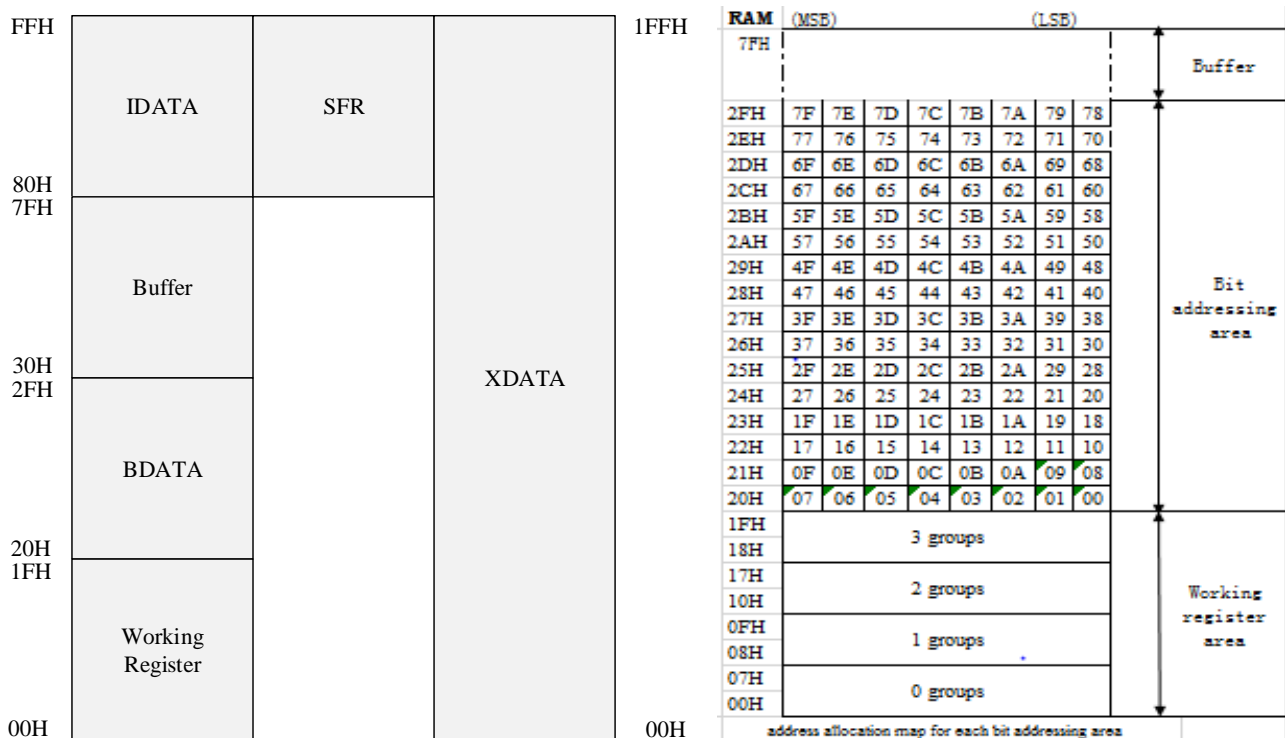 FFH
IDATA
SFR
80H
7FH
Buffer
30H
2FH
BDATA
20H
1FH
Working
Register
00H
XDATA
1FFH
00H
RAM (MSB) (LSB)
7FH
Buffer
2FH 7F 7E 7D 7C 7B 7A 79 78
2EH 77 76 75 74 73 72 71 70
2DH 6F 6E 6D 6C 6B 6A 69 68
2CH 67 66 65 64 63 62 61 60
2BH 5F 5E 5D 5C 5B 5A 59 58
2AH 57 56 55 54 53 52 51 50
29H 4F 4E 4D 4C 4B 4A 49 48
28H 47 46 45 44 43 42 41 40
27H 3F 3E 3D 3C 3B 3A 39 38
26H 37 36 35 34 33 32 31 30
25H 2F 2E 2D 2C 2B 2A 29 28
24H 27 26 25 24 23 22 21 20
23H 1F 1E 1D 1C 1B 1A 19 18
22H 17 16 15 14 13 12 11 10
21H 0F 0E 0D 0C 0B 0A 09 08
20H 07 06 05 04 03 02 01 00
Bit
addressing
area
1FH
3 groups
18H
17H
2 groups
10H
0FH
1 groups
08H
07H
0 groups
00H
Working
register
area
address allocation map for each bit addressing area